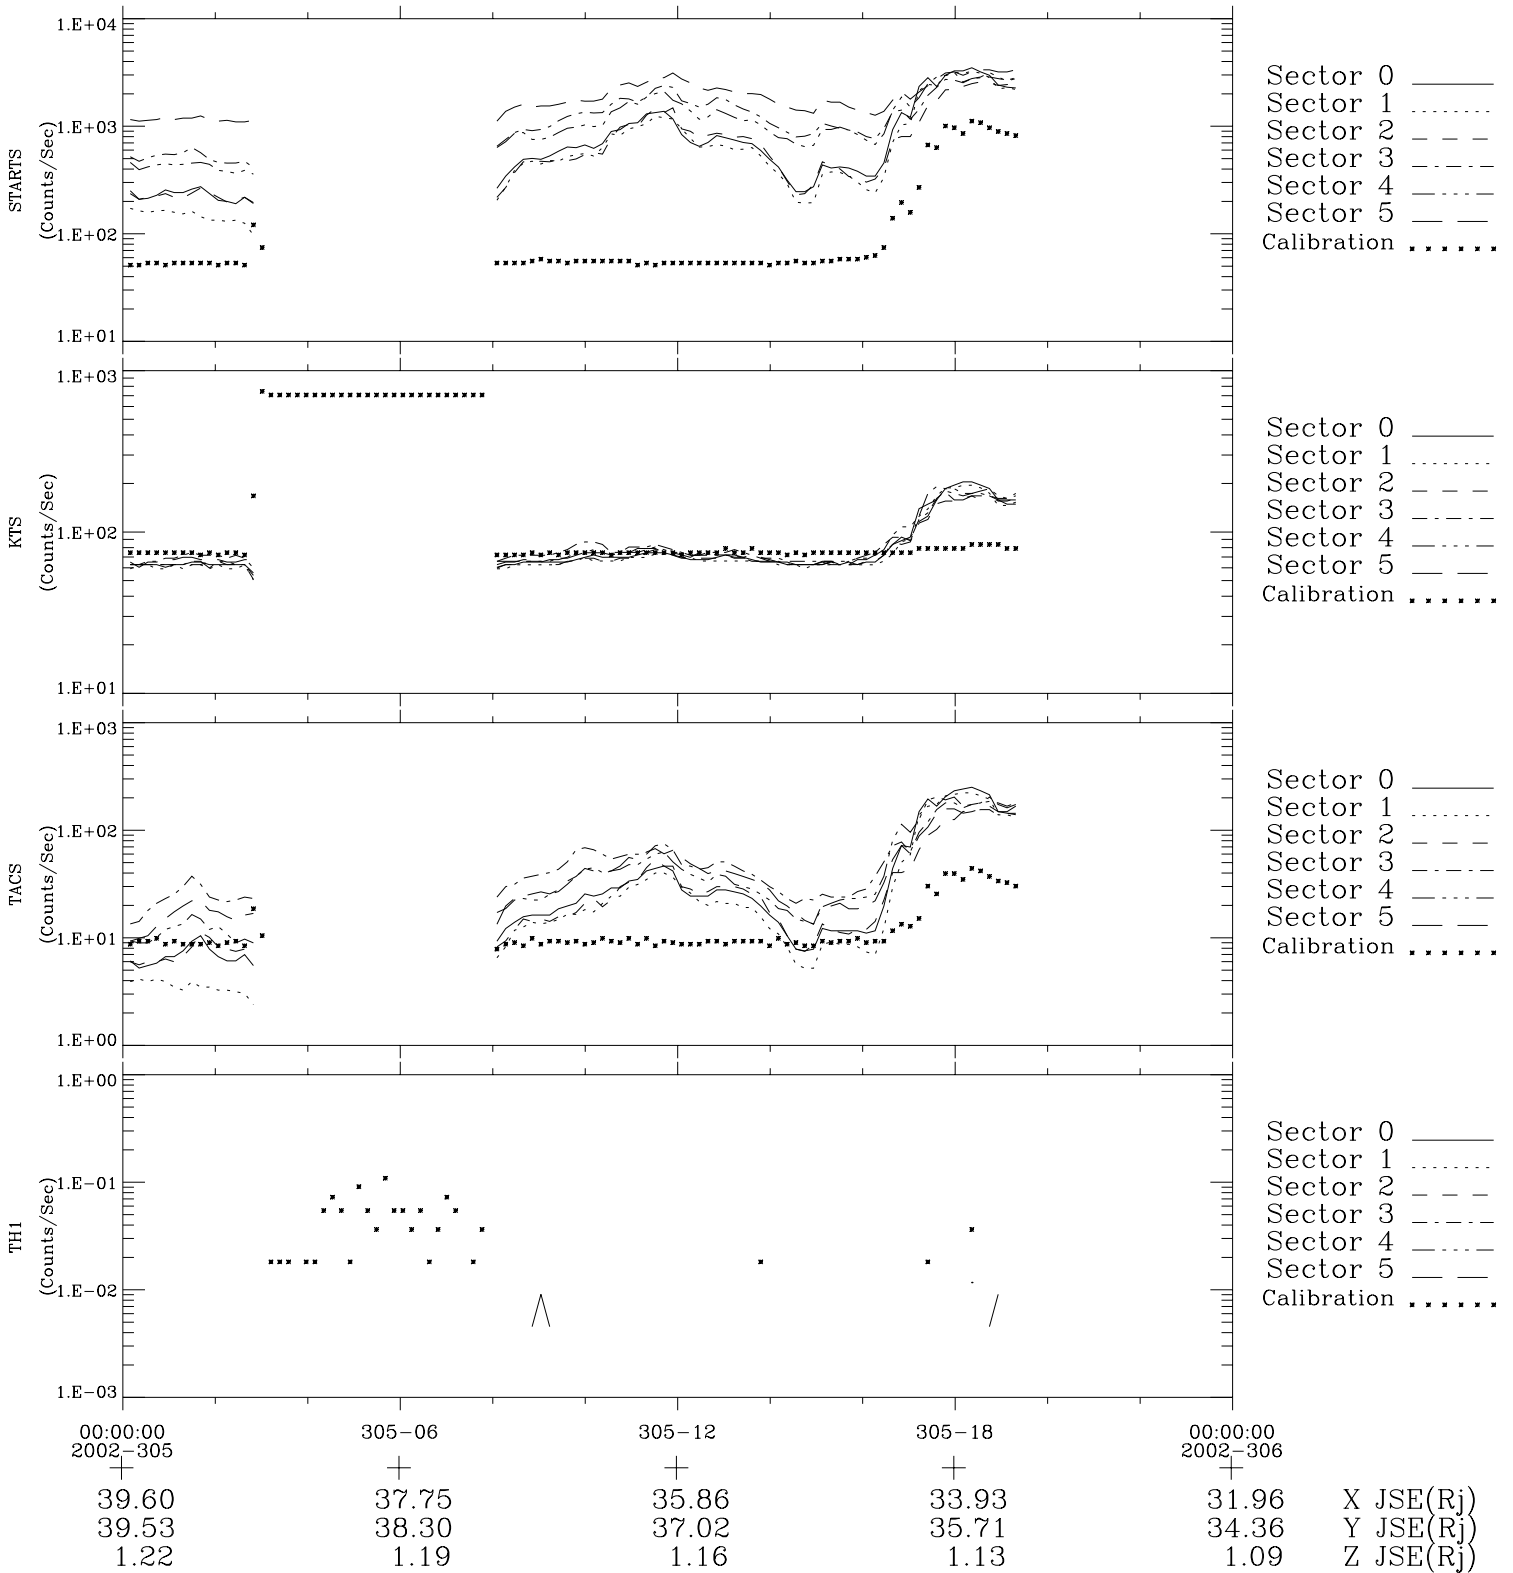 1.E+04
1.E+03
1.E+02
1.E+01
STARTS
(Counts/Sec)
Sector 0
Sector 1
Sector 2
Sector 3
Sector 4
Sector 5
Calibration
1.E+03
1.E+02
1.E+01
KTS
(Counts/Sec)
Sector 0
Sector 1
Sector 2
Sector 3
Sector 4
Sector 5
Calibration
1.E+03
1.E+02
1.E+01
1.E+00
TACS
(Counts/Sec)
Sector 0
Sector 1
Sector 2
Sector 3
Sector 4
Sector 5
Calibration
1.E+00
1.E-01
1.E-02
1.E-03
TH1
(Counts/Sec)
Sector 0
Sector 1
Sector 2
Sector 3
Sector 4
Sector 5
Calibration
00:00:00 305-06 305-12 305-18 00:00:00
2002-305 2002-306
39.60 37.75 35.86 33.93 31.96 X JSE(Rj)
39.53 38.30 37.02 35.71 34.36 Y JSE(Rj)
1.22 1.19 1.16 1.13 1.09 Z JSE(Rj)